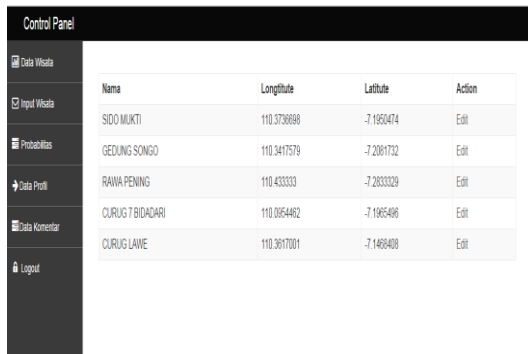 Control Panel
Data Wisata
Input Wisata
Probabilitas
Data Profil
Data Komentar
Logout
Nama Longtitute Latitute Action
SIDO MUKTI 110.3736698 -7.1950474 Edit
GEDUNG SONGO 110.3417579 -7.2081732 Edit
RAWA PENING 110.433333 -7.2833329 Edit
CURUG 7 BIDADARI 110.0954462 -7.1965496 Edit
CURUG LAWE 110.3617001 -7.1468408 Edit